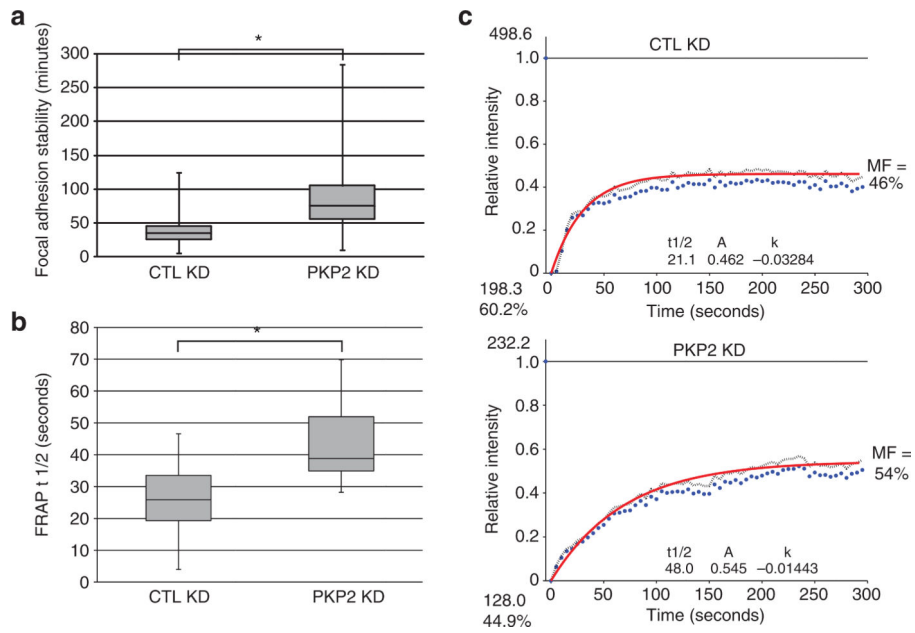 a
Focal adhesion stability (minutes)
300
250
200
150
100
50
0
*
CTL KD
PKP2 KD
b
FRAP t 1/2 (seconds)
80
70
60
50
40
30
20
10
0
*
CTL KD
PKP2 KD
c
498.6
CTL KD
Relative intensity
1.0
0.8
0.6
0.4
0.2
0
MF =
46%
t1/2 A k
21.1 0.462 –0.03284
50 100 150 200 250 300
198.3
60.2%
Time (seconds)
232.2
PKP2 KD
Relative intensity
1.0
0.8
0.6
0.4
0.2
0
MF =
54%
t1/2 A k
48.0 0.545 –0.01443
0 50 100 150 200 250 300
128.0
44.9%
Time (seconds)